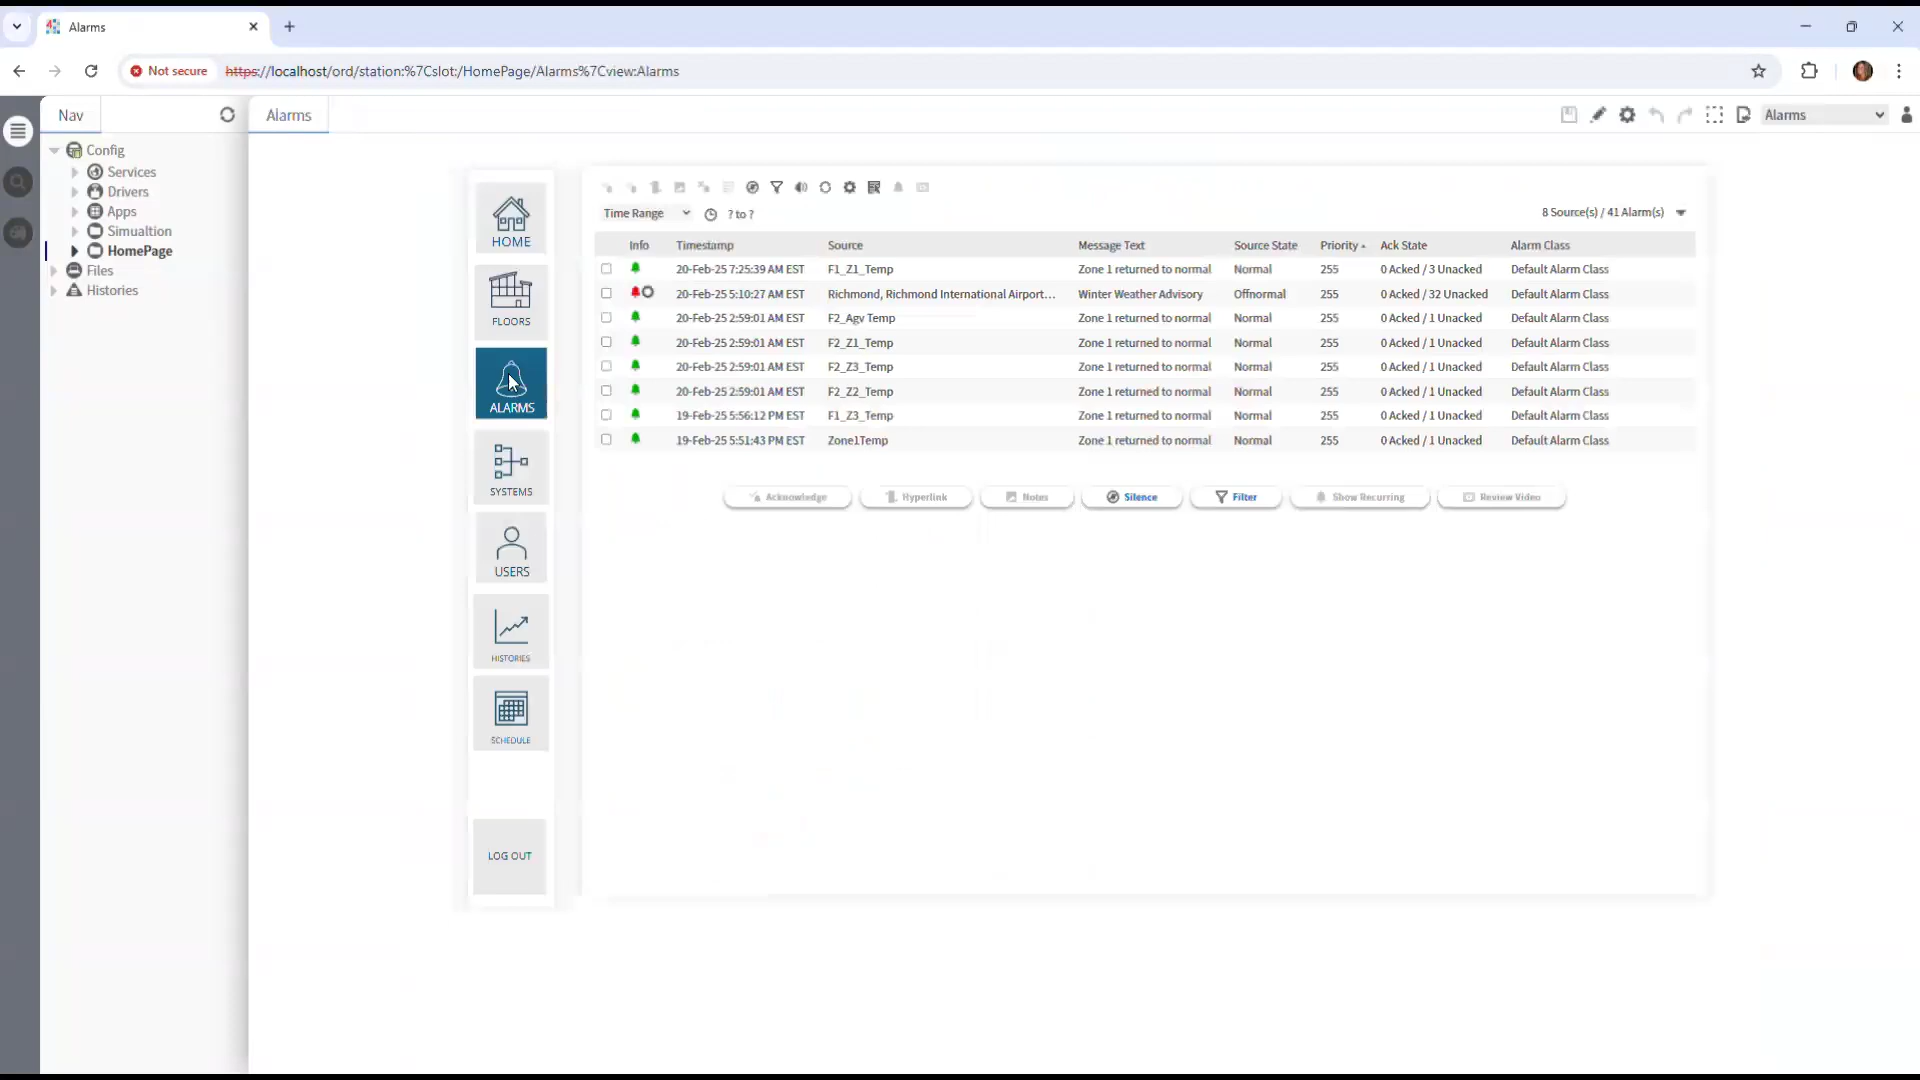 Alarms
Not secure https://localhost/ord/station:%7Cslot:/HomePage/Alarms%7Cview:Alarms
Nav
Alarms
Alarms
Config
Services
Drivers
Apps
Simualtion
HomePage
Files
Histories
HOME
FLOORS
ALARMS
SYSTEMS
USERS
HISTORIES
SCHEDULE
LOG OUT
Time Range ? to ? 8 Source(s) / 41 Alarm(s)
Info Timestamp Source Message Text Source State Priority Ack State Alarm Class
20-Feb-25 7:25:39 AM EST F1_Z1_Temp Zone 1 returned to normal Normal 255 0 Acked / 3 Unacked Default Alarm Class
20-Feb-25 5:10:27 AM EST Richmond, Richmond International Airport... Winter Weather Advisory Offnormal 255 0 Acked / 32 Unacked Default Alarm Class
20-Feb-25 2:59:01 AM EST F2_Agv Temp Zone 1 returned to normal Normal 255 0 Acked / 1 Unacked Default Alarm Class
20-Feb-25 2:59:01 AM EST F2_Z1_Temp Zone 1 returned to normal Normal 255 0 Acked / 1 Unacked Default Alarm Class
20-Feb-25 2:59:01 AM EST F2_Z3_Temp Zone 1 returned to normal Normal 255 0 Acked / 1 Unacked Default Alarm Class
20-Feb-25 2:59:01 AM EST F2_Z2_Temp Zone 1 returned to normal Normal 255 0 Acked / 1 Unacked Default Alarm Class
19-Feb-25 5:56:12 PM EST F1_Z3_Temp Zone 1 returned to normal Normal 255 0 Acked / 1 Unacked Default Alarm Class
19-Feb-25 5:51:43 PM EST Zone1Temp Zone 1 returned to normal Normal 255 0 Acked / 1 Unacked Default Alarm Class
Acknowledge Hyperlink Notes Silence Filter Show Recurring Review Video